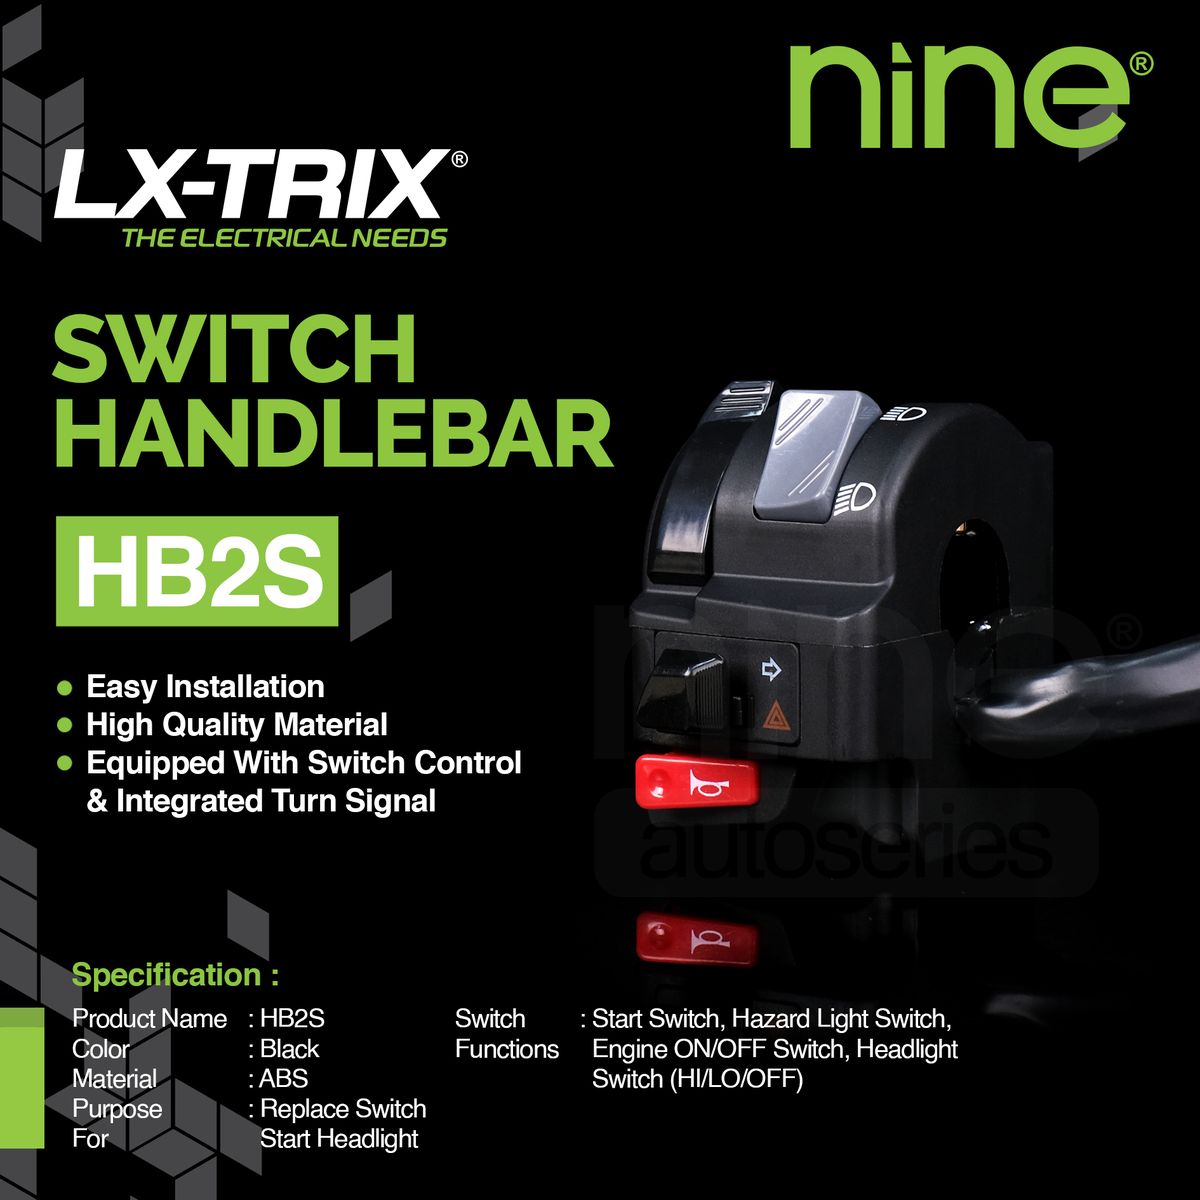 nine®
LX-TRIX®
THE ELECTRICAL NEEDS
SWITCH
HANDLEBAR
HB2S
Easy Installation
High Quality Material
Equipped With Switch Control
& Integrated Turn Signal
nine®
autoseries
Specification :
Product Name : HB2S
Color : Black
Material : ABS
Purpose : Replace Switch
For Start Headlight
Switch : Start Switch, Hazard Light Switch,
Functions Engine ON/OFF Switch, Headlight
Switch (HI/LO/OFF)